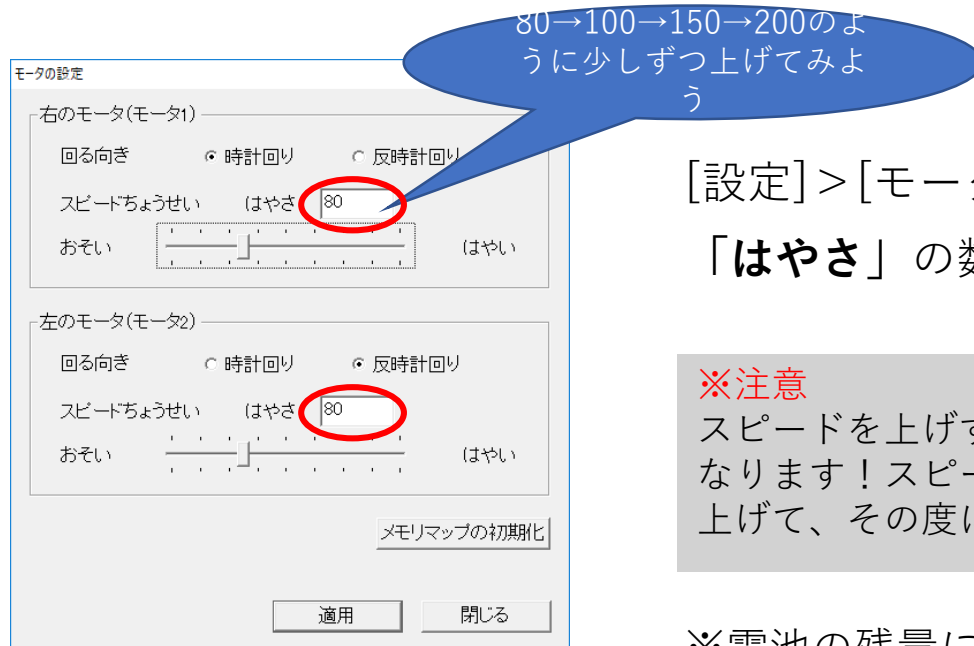 80→100→150→200のよ
うに少しずつ上げてみよ
う
モータの設定
右のモータ(モータ1)
回る向き 時計回り 反時計回り
スピードちょうせい はやさ 80
おそい はやい
左のモータ(モータ2)
回る向き 時計回り 反時計回り
スピードちょうせい はやさ 80
おそい はやい
メモリマップの初期化
適用 閉じる
[設定]>[モー
「はやさ」の
※注意
スピードを上げ
なります！スピー
上げて、その度
※電池の残量に